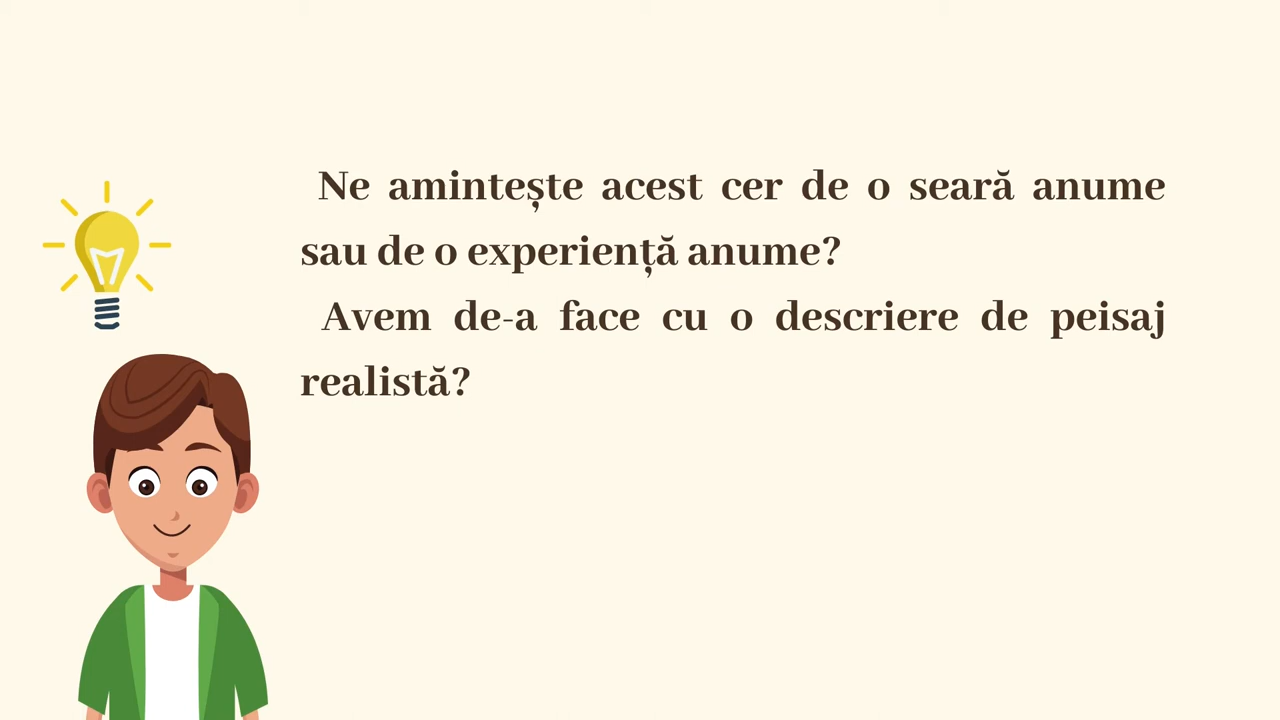 Ne amintește acest cer de o seară anume
sau de o experiență anume?
Avem de-a face cu o descriere de peisaj
realistă?